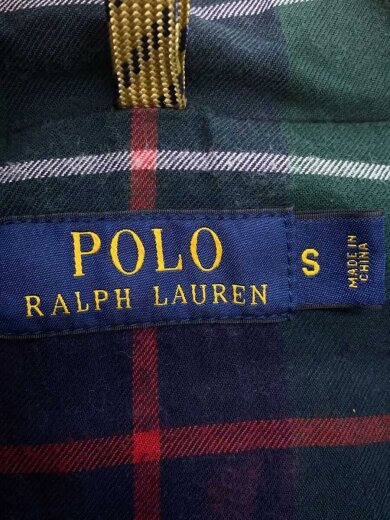 POLO
RALPH LAUREN
S
MADE IN
CHINA